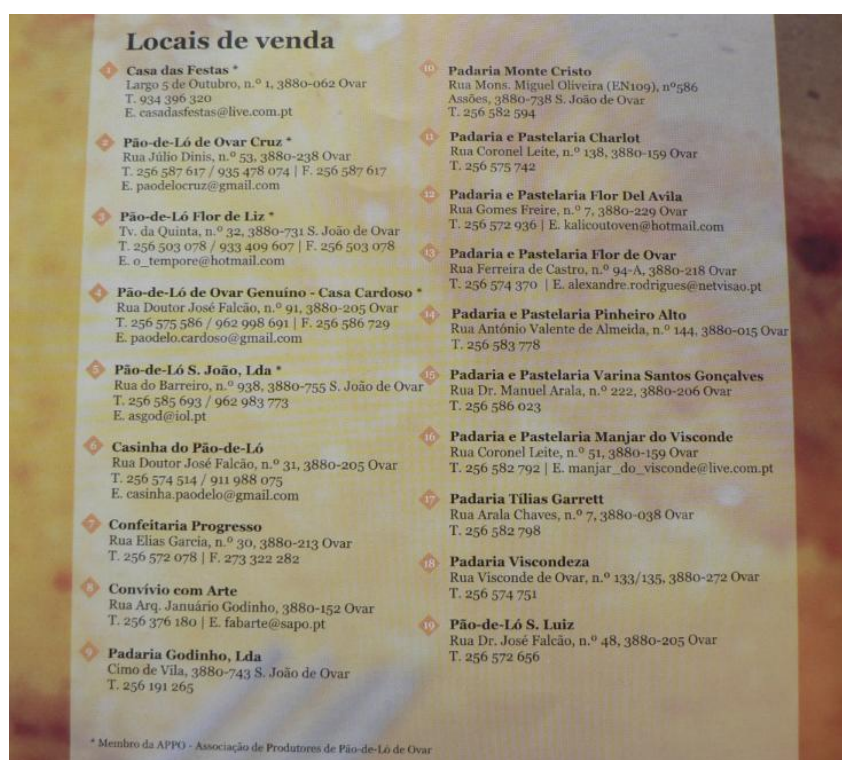 Locais de venda
1
Casa das Festas *
Largo 5 de Outubro, n.º 1, 3880-062 Ovar
T. 934 396 320
E. casadasfestas@live.com.pt
2
Pão-de-Ló de Ovar Cruz *
Rua Júlio Dinis, n.º 53, 3880-238 Ovar
T. 256 587 617 / 935 478 074 | F. 256 587 617
E. paodelocruz@gmail.com
3
Pão-de-Ló Flor de Liz *
Tv. da Quinta, n.º 32, 3880-731 S. João de Ovar
T. 256 503 078 / 933 409 607 | F. 256 503 078
E. o_tempore@hotmail.com
4
Pão-de-Ló de Ovar Genuíno - Casa Cardoso *
Rua Doutor José Falcão, n.º 91, 3880-205 Ovar
T. 256 575 586 / 962 998 691 | F. 256 586 729
E. paodelo.cardoso@gmail.com
5
Pão-de-Ló S. João, Lda *
Rua do Barreiro, n.º 938, 3880-755 S. João de Ovar
T. 256 585 693 / 962 983 773
E. asgod@iol.pt
6
Casinha do Pão-de-Ló
Rua Doutor José Falcão, n.º 31, 3880-205 Ovar
T. 256 574 514 / 911 988 075
E. casinha.paodelo@gmail.com
7
Confeitaria Progresso
Rua Elias Garcia, n.º 30, 3880-213 Ovar
T. 256 572 078 | F. 273 322 282
8
Convívio com Arte
Rua Arq. Januário Godinho, 3880-152 Ovar
T. 256 376 180 | E. fabarte@sapo.pt
9
Padaria Godinho, Lda
Cimo de Vila, 3880-743 S. João de Ovar
T. 256 191 265
10
Padaria Monte Cristo
Rua Mons. Miguel Oliveira (EN109), nº586
Assões, 3880-738 S. João de Ovar
T. 256 582 594
11
Padaria e Pastelaria Charlot
Rua Coronel Leite, n.º 138, 3880-159 Ovar
T. 256 575 742
12
Padaria e Pastelaria Flor Del Avila
Rua Gomes Freire, n.º 7, 3880-229 Ovar
T. 256 572 936 | E. kalicoutoven@hotmail.com
13
Padaria e Pastelaria Flor de Ovar
Rua Ferreira de Castro, n.º 94-A, 3880-218 Ovar
T. 256 574 370 | E. alexandre.rodrigues@netvisao.pt
14
Padaria e Pastelaria Pinheiro Alto
Rua António Valente de Almeida, n.º 144, 3880-015 Ovar
T. 256 583 778
15
Padaria e Pastelaria Varina Santos Gonçalves
Rua Dr. Manuel Arala, n.º 222, 3880-206 Ovar
T. 256 586 023
16
Padaria e Pastelaria Manjar do Visconde
Rua Coronel Leite, n.º 51, 3880-159 Ovar
T. 256 582 792 | E. manjar_do_visconde@live.com.pt
17
Padaria Tílias Garrett
Rua Arala Chaves, n.º 7, 3880-038 Ovar
T. 256 582 798
18
Padaria Viscondeza
Rua Visconde de Ovar, n.º 133/135, 3880-272 Ovar
T. 256 574 751
19
Pão-de-Ló S. Luiz
Rua Dr. José Falcão, n.º 48, 3880-205 Ovar
T. 256 572 656
* Membro da APPO - Associação de Produtores de Pão-de-Ló de Ovar